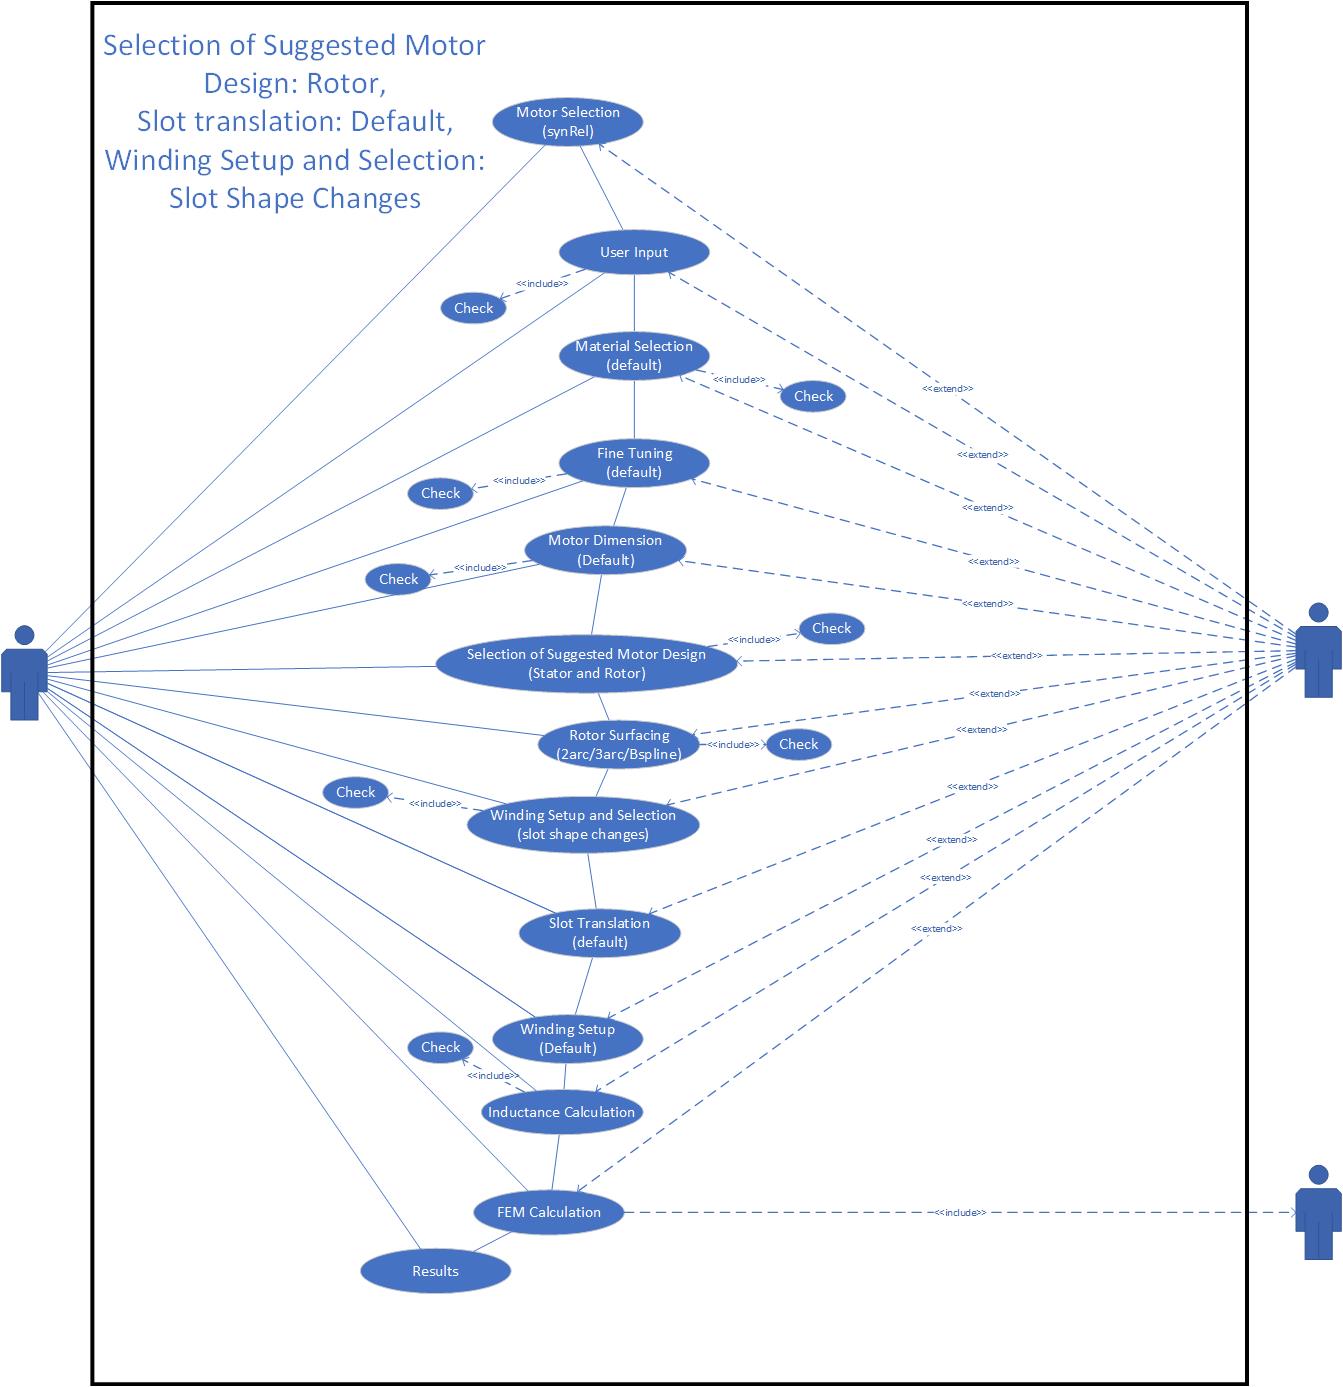 Selection of Suggested Motor
Design: Rotor,
Slot translation: Default,
Winding Setup and Selection:
Slot Shape Changes
Motor Selection
(synRel)
User Input
<<include>>
Check
Material Selection
(default)
<<include>>
Check
<<extend>>
<<extend>>
Fine Tuning
(default)
<<include>>
Check
<<extend>>
Motor Dimension
(Default)
<<include>>
Check
<<extend>>
<<extend>>
Check
<<include>>
Selection of Suggested Motor Design
(Stator and Rotor)
<<extend>>
<<extend>>
Rotor Surfacing
(2arc/3arc/Bspline)
<<include>>
Check
<<extend>>
Check
<<include>>
Winding Setup and Selection
(slot shape changes)
<<extend>>
<<extend>>
<<extend>>
Slot Translation
(default)
<<extend>>
Winding Setup
(Default)
Check
<<include>>
Inductance Calculation
FEM Calculation
<<include>>
Results